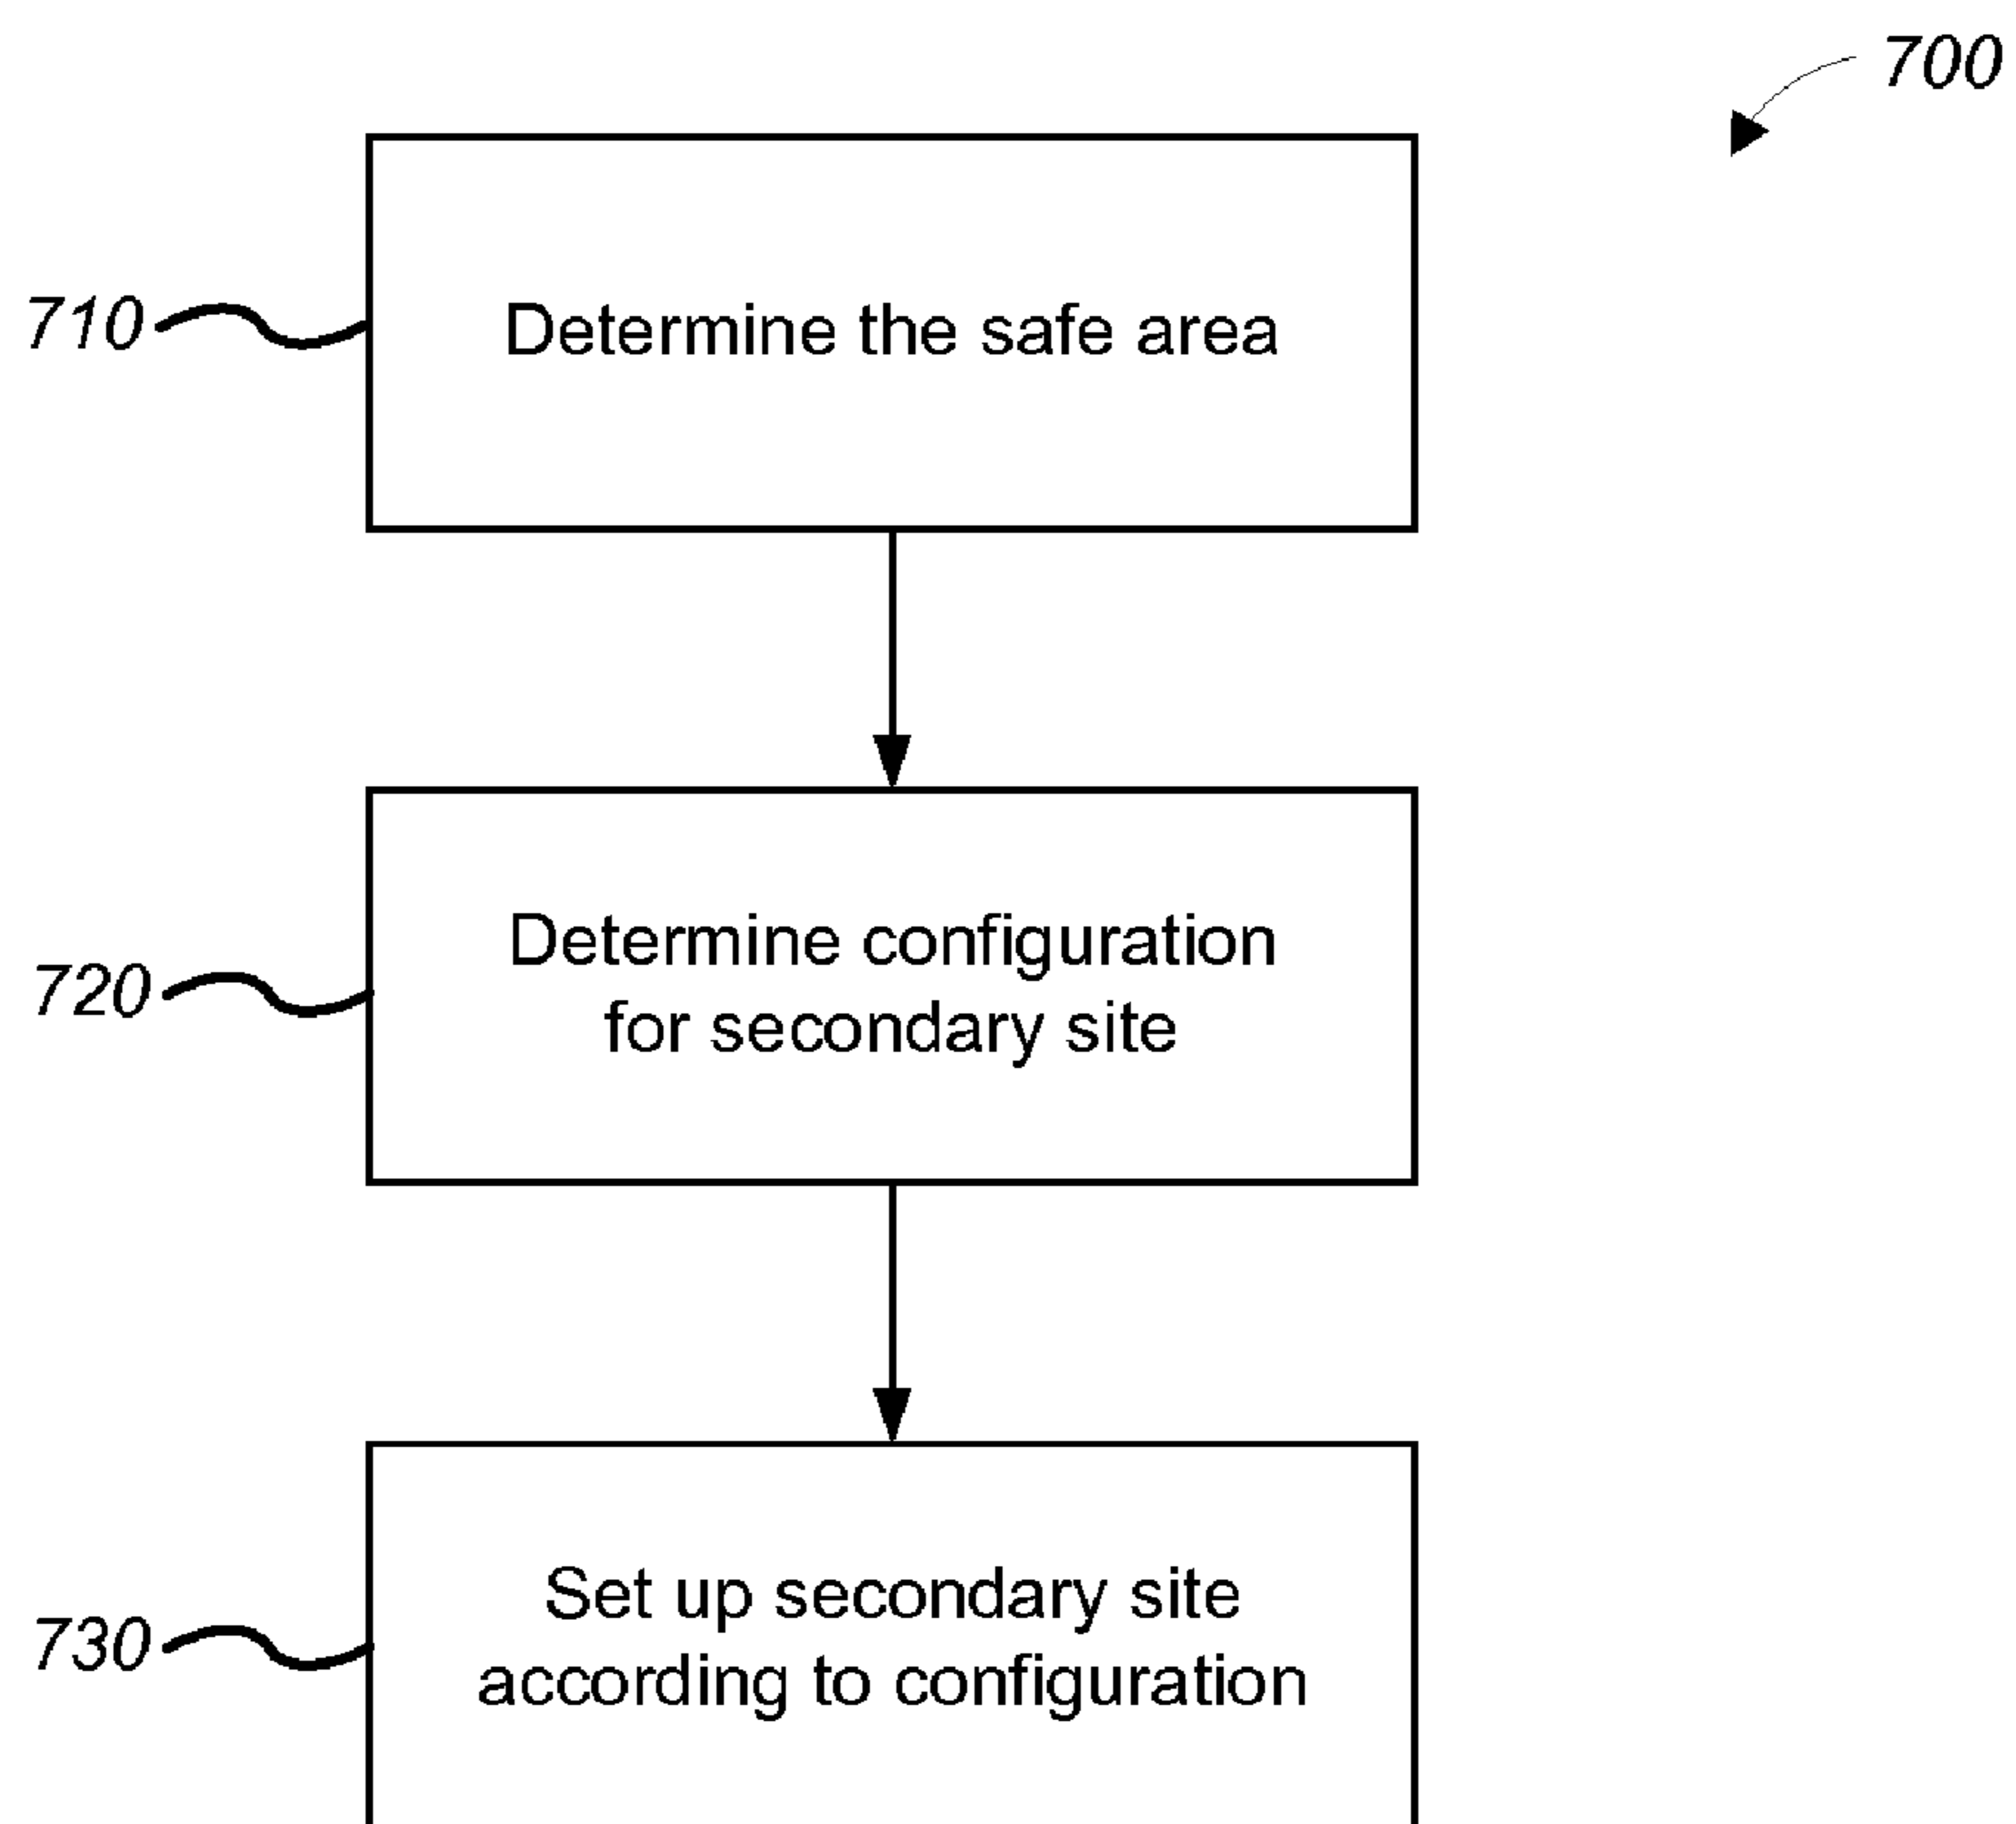 700
710
Determine the safe area
720
Determine configuration
for secondary site
730
Set up secondary site
according to configuration